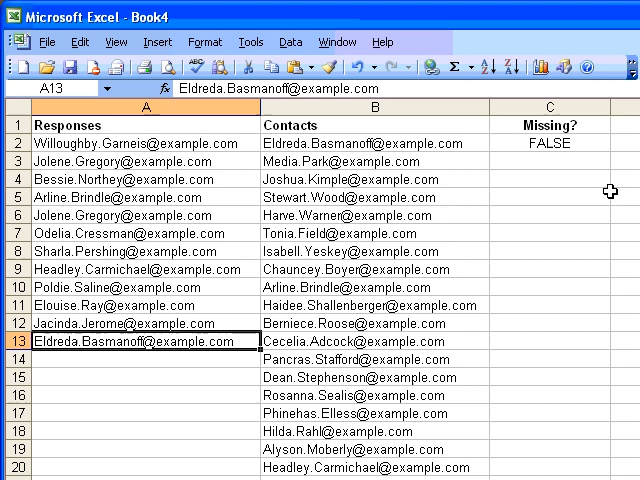 Microsoft Excel - Book4
File Edit View Insert Format Tools Data Window Help
A13 fx Eldreda.Basmanoff@example.com
A B C
1 Responses Contacts Missing?
2 Willoughby.Garneis@example.com Eldreda.Basmanoff@example.com FALSE
3 Jolene.Gregory@example.com Media.Park@example.com
4 Bessie.Northey@example.com Joshua.Kimple@example.com
5 Arline.Brindle@example.com Stewart.Wood@example.com
6 Jolene.Gregory@example.com Harve.Warner@example.com
7 Odelia.Cressman@example.com Tonia.Field@example.com
8 Sharla.Pershing@example.com Isabell.Yeskey@example.com
9 Headley.Carmichael@example.com Chauncey.Boyer@example.com
10 Poldie.Saline@example.com Arline.Brindle@example.com
11 Elouise.Ray@example.com Haidee.Shallenberger@example.com
12 Jacinda.Jerome@example.com Berniece.Roose@example.com
13 Eldreda.Basmanoff@example.com Cecelia.Adcock@example.com
14 Pancras.Stafford@example.com
15 Dean.Stephenson@example.com
16 Rosanna.Sealis@example.com
17 Phinehas.Elless@example.com
18 Hilda.Rahl@example.com
19 Alyson.Moberly@example.com
20 Headley.Carmichael@example.com